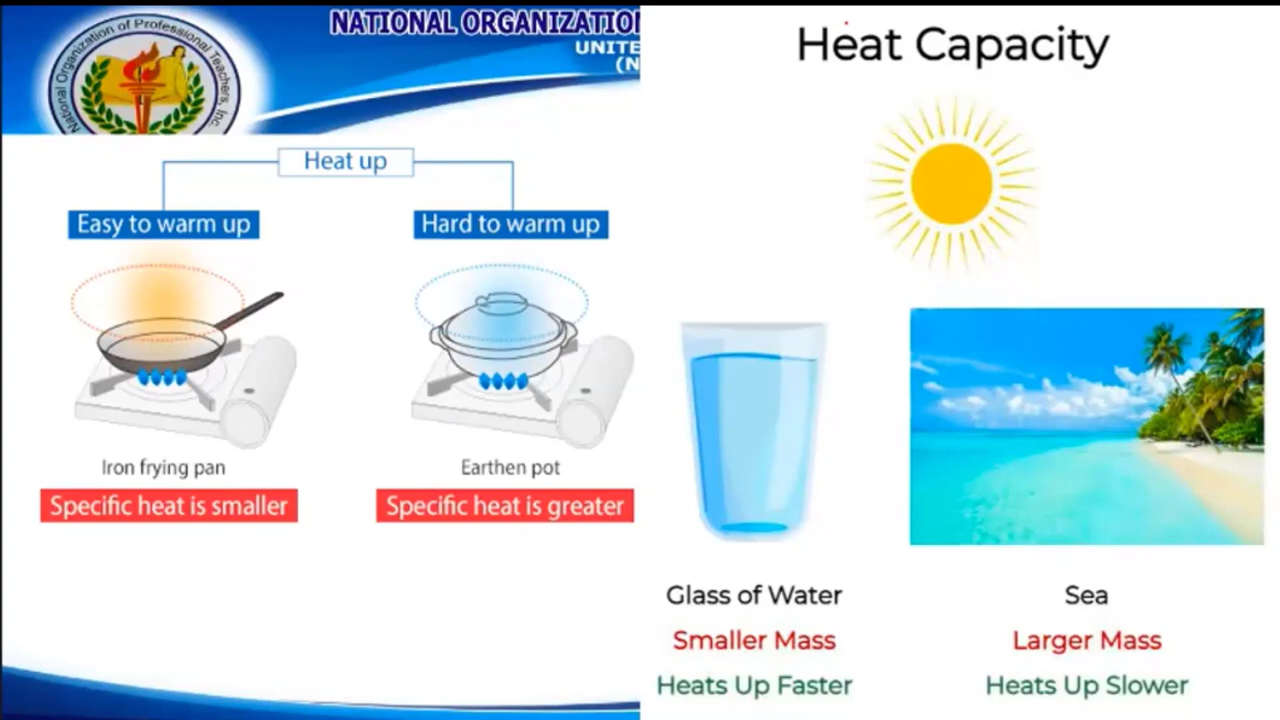 NATIONAL ORGANIZATION
UNITE
(N
National Organization of Professional Teachers, Inc.
Heat up
Easy to warm up
Hard to warm up
Iron frying pan
Earthen pot
Specific heat is smaller
Specific heat is greater
Heat Capacity
Glass of Water
Smaller Mass
Heats Up Faster
Sea
Larger Mass
Heats Up Slower